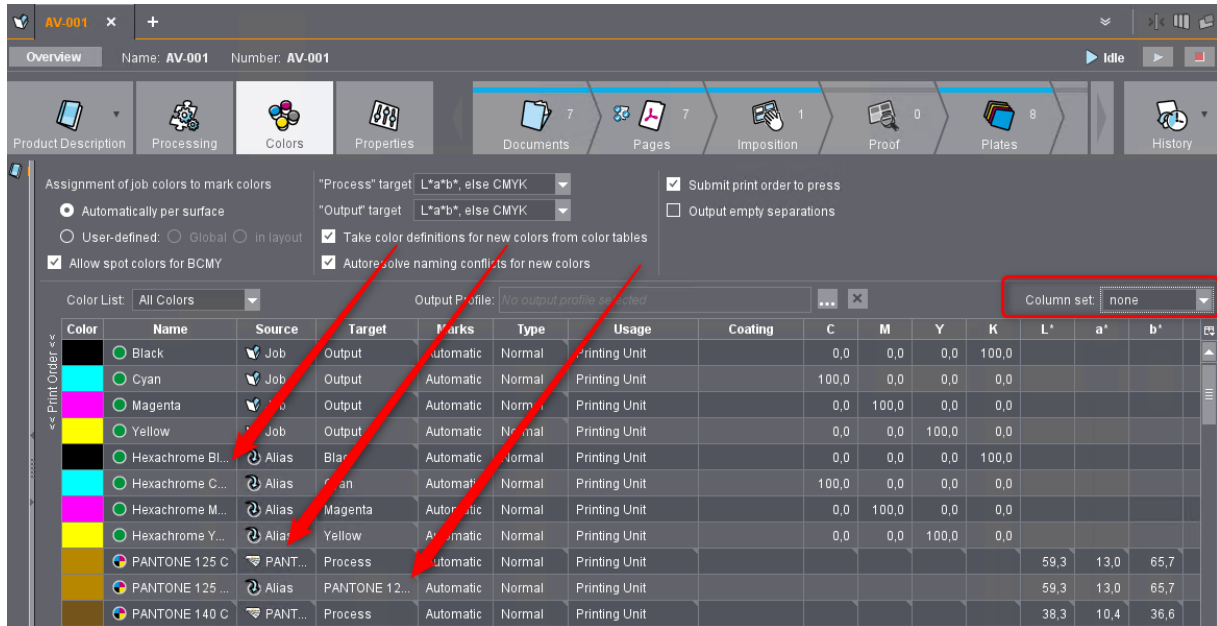 AV-001 × +
Overview Name: AV-001 Number: AV-001 Idle
Product Description Processing Colors Properties Documents 7 Pages 7 Imposition 1 Proof 0 Plates 8 History
Assignment of job colors to mark colors "Process" target L*a*b*, else CMYK Submit print order to press
Automatically per surface "Output" target L*a*b*, else CMYK Output empty separations
User-defined: Global in layout Take color definitions for new colors from color tables
Allow spot colors for BCMY Autoresolve naming conflicts for new colors
Color List: All Colors Output Profile: No output profile selected ... Column set: none
<< Print Order <<
Color Name Source Target Marks Type Usage Coating C M Y K L* a* b*
Black Job Output Automatic Normal Printing Unit 0,0 0,0 0,0 100,0
Cyan Job Output Automatic Normal Printing Unit 100,0 0,0 0,0 0,0
Magenta Output Automatic Normal Printing Unit 0,0 100,0 0,0 0,0
Yellow Job Output Automatic Normal Printing Unit 0,0 0,0 100,0 0,0
Hexachrome Bl... Alias Black Automatic Normal Printing Unit 0,0 0,0 0,0 100,0
Hexachrome C... Alias Cyan Automatic Normal Printing Unit 100,0 0,0 0,0 0,0
Hexachrome M... Alias Magenta Automatic Normal Printing Unit 0,0 100,0 0,0 0,0
Hexachrome Y... Alias Yellow Automatic Normal Printing Unit 0,0 0,0 100,0 0,0
PANTONE 125 C PANT... Process Automatic Normal Printing Unit 59,3 13,0 65,7
PANTONE 125 ... Alias PANTONE 12... Automatic Normal Printing Unit 59,3 13,0 65,7
PANTONE 140 C PANT... Process Automatic Normal Printing Unit 38,3 10,4 36,6